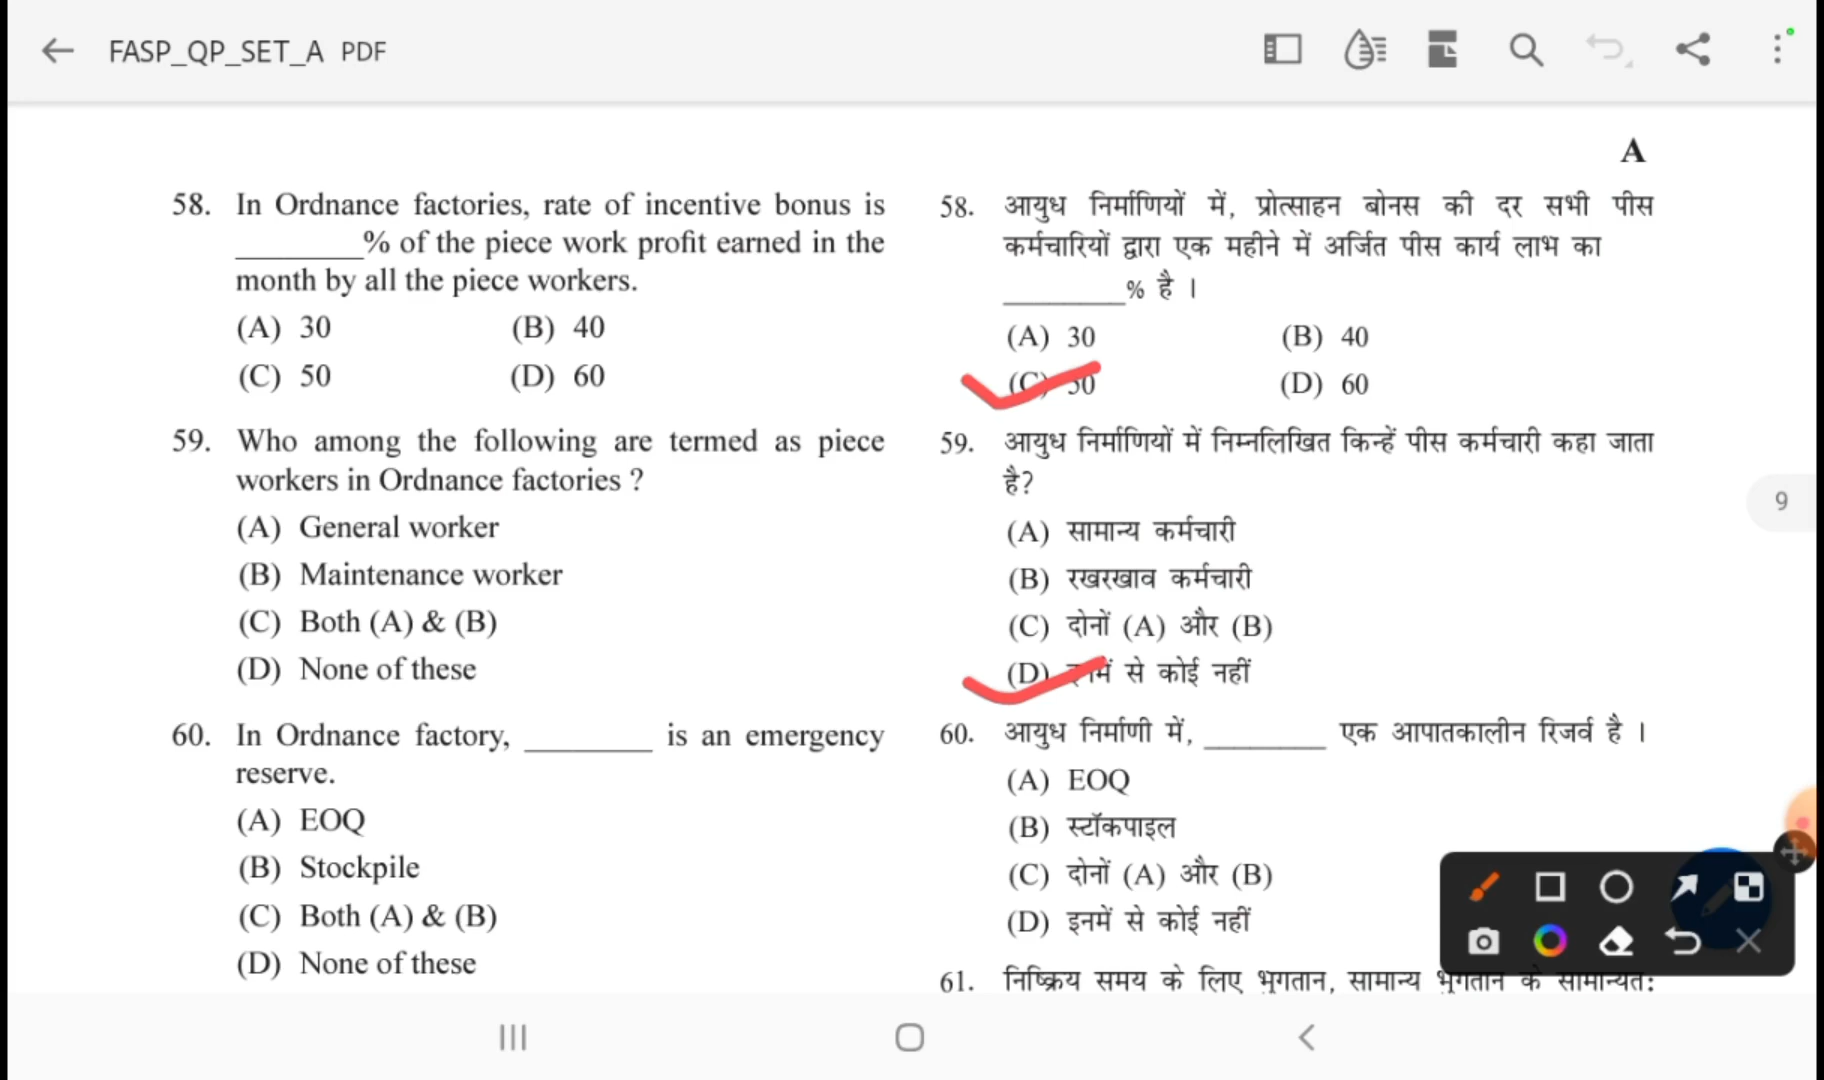 FASP_QP_SET_A PDF
A
58. In Ordnance factories, rate of incentive bonus is
________% of the piece work profit earned in the
month by all the piece workers.
(A) 30 (B) 40
(C) 50 (D) 60
59. Who among the following are termed as piece
workers in Ordnance factories ?
(A) General worker
(B) Maintenance worker
(C) Both (A) & (B)
(D) None of these
60. In Ordnance factory, ________ is an emergency
reserve.
(A) EOQ
(B) Stockpile
(C) Both (A) & (B)
(D) None of these
58. आयुध निर्माणियों में, प्रोत्साहन बोनस की दर सभी पीस
कर्मचारियों द्वारा एक महीने में अर्जित पीस कार्य लाभ का
________% है ।
(A) 30 (B) 40
(C) 50 (D) 60
59. आयुध निर्माणियों में निम्नलिखित किन्हें पीस कर्मचारी कहा जाता
है?
(A) सामान्य कर्मचारी
(B) रखरखाव कर्मचारी
(C) दोनों (A) और (B)
(D) इनमें से कोई नहीं
60. आयुध निर्माणी में, ________ एक आपातकालीन रिजर्व है ।
(A) EOQ
(B) स्टॉकपाइल
(C) दोनों (A) और (B)
(D) इनमें से कोई नहीं
61. निष्क्रिय समय के लिए भुगतान, सामान्य भुगतान के सामान्यत:
9